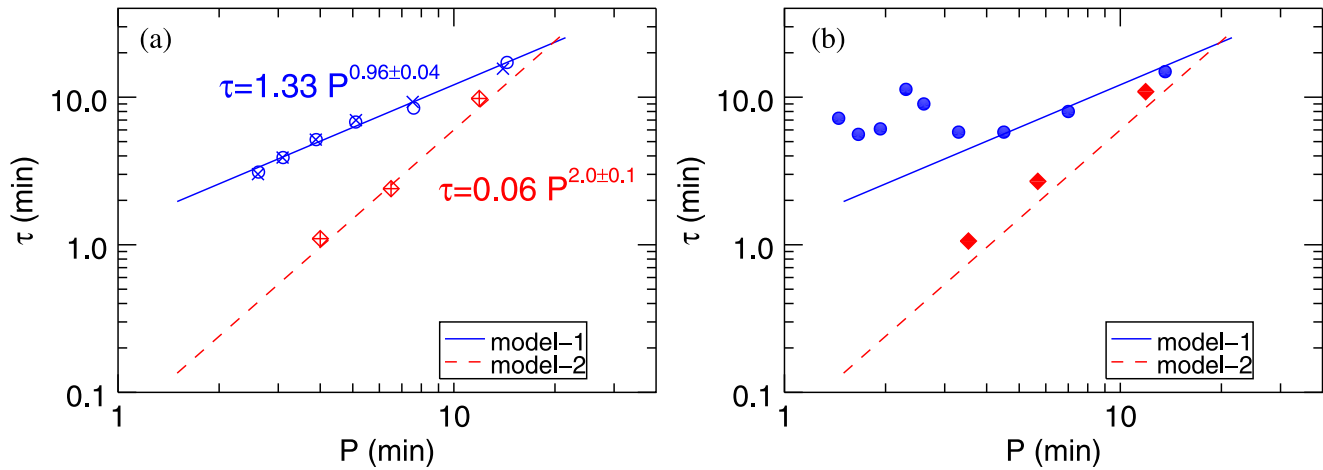 (a)
τ=1.33 P^0.96±0.04
τ=0.06 P^2.0±0.1
model−1
model−2
τ (min)
10.0
1.0
0.1
1
10
P (min)
(b)
model−1
model−2
τ (min)
10.0
1.0
0.1
1
10
P (min)